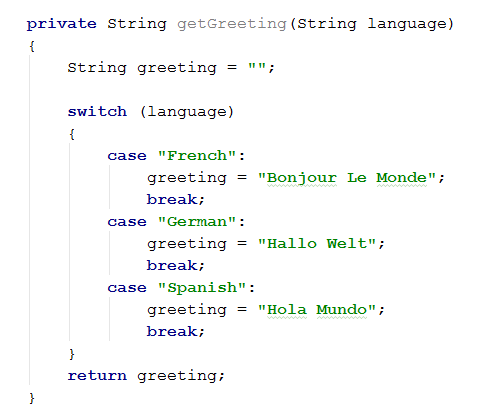 private String getGreeting(String language)
{
    String greeting = "";
    switch (language)
    {
        case "French":
            greeting = "Bonjour Le Monde";
            break;
        case "German":
            greeting = "Hallo Welt";
            break;
        case "Spanish":
            greeting = "Hola Mundo";
            break;
    }
    return greeting;
}